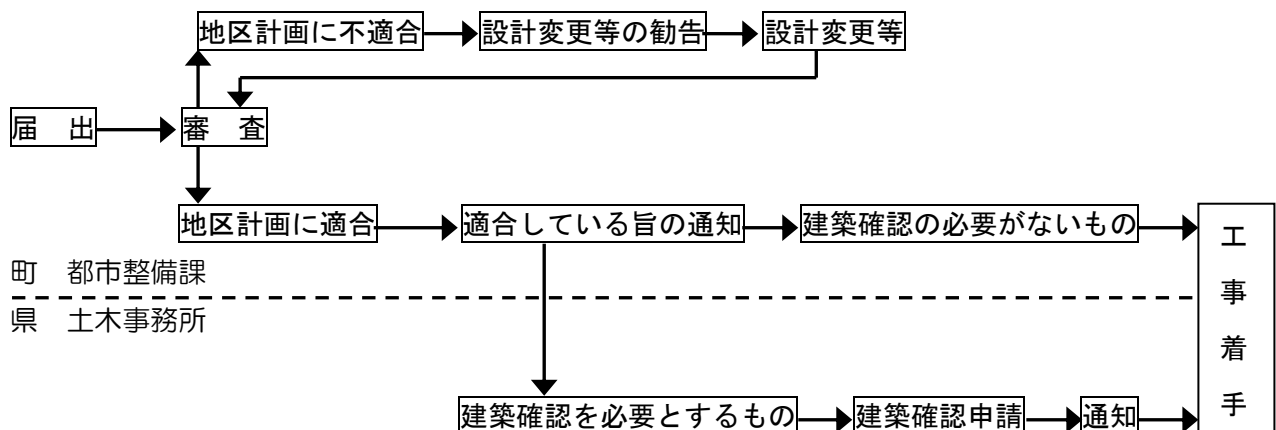 地区計画に不適合
設計変更等の勧告
設計変更等
届　出
審　査
地区計画に適合
適合している旨の通知
建築確認の必要がないもの
工事着手
町　都市整備課
県　土木事務所
建築確認を必要とするもの
建築確認申請
通知